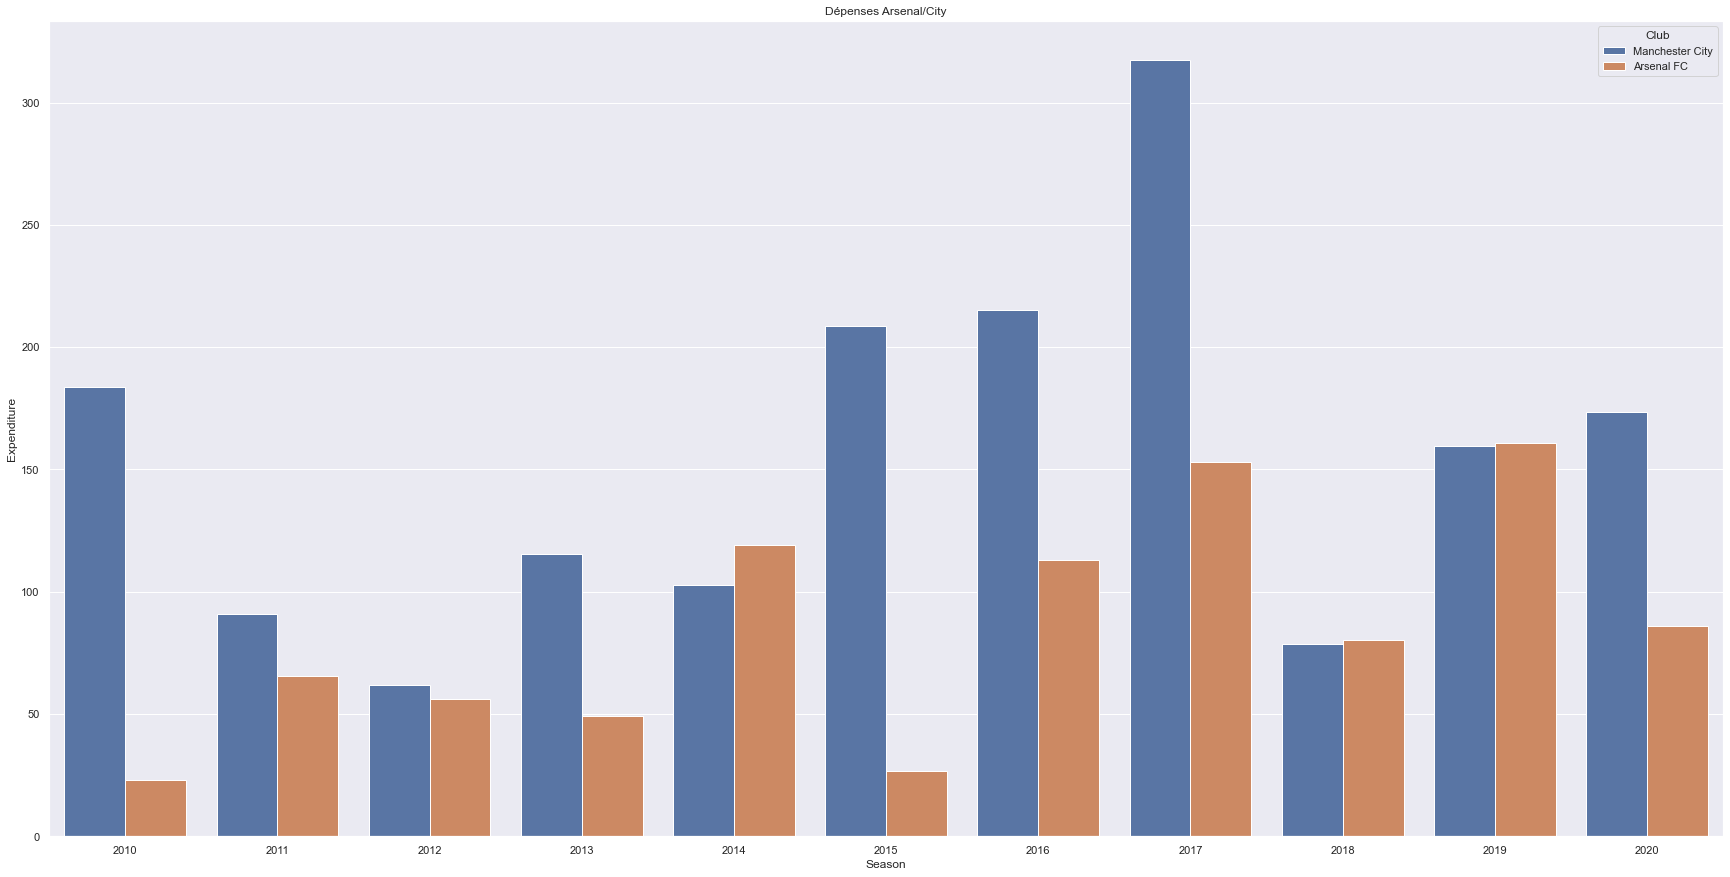 Dépenses Arsenal/City
Club
Manchester City
Arsenal FC
Expenditure
300
250
200
150
100
50
0
2010 2011 2012 2013 2014 2015 2016 2017 2018 2019 2020
Season